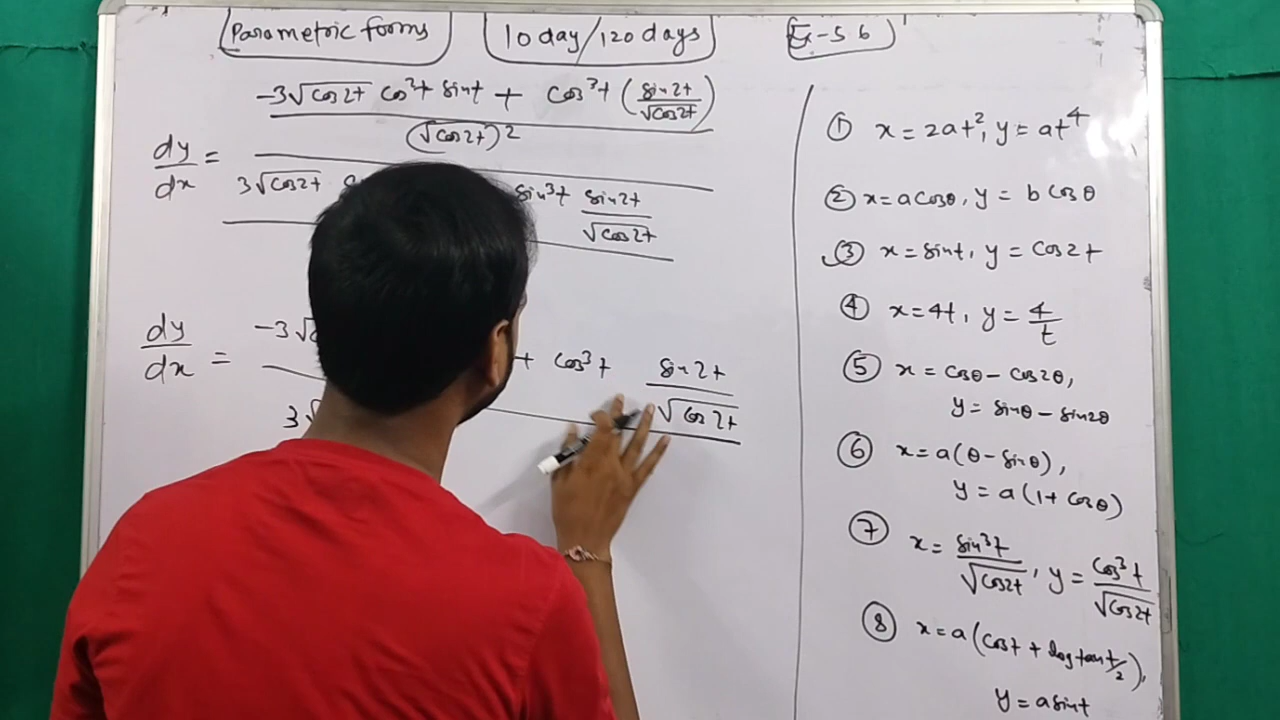 Parametric forms   10 day/120 days   Ex-5.6
-3√cos2t cos²t sint + cos³t (sin2t/√cos2t)
(√cos2t)²
dy/dx =
3√cos2t   sin³t sin2t/√cos2t
dy/dx = -3√   + cos³t sin2t/√cos2t
3√
① x = 2at², y = at⁴
② x = a cosθ, y = b cosθ
③ x = sint, y = cos2t
④ x = 4t, y = 4/t
⑤ x = cosθ - cos2θ,
y = sinθ - sin2θ
⑥ x = a(θ - sinθ),
y = a(1 + cosθ)
⑦ x = sin³t/√cos2t, y = cos³t/√cos2t
⑧ x = a(cost + log tan t/2),
y = a sint